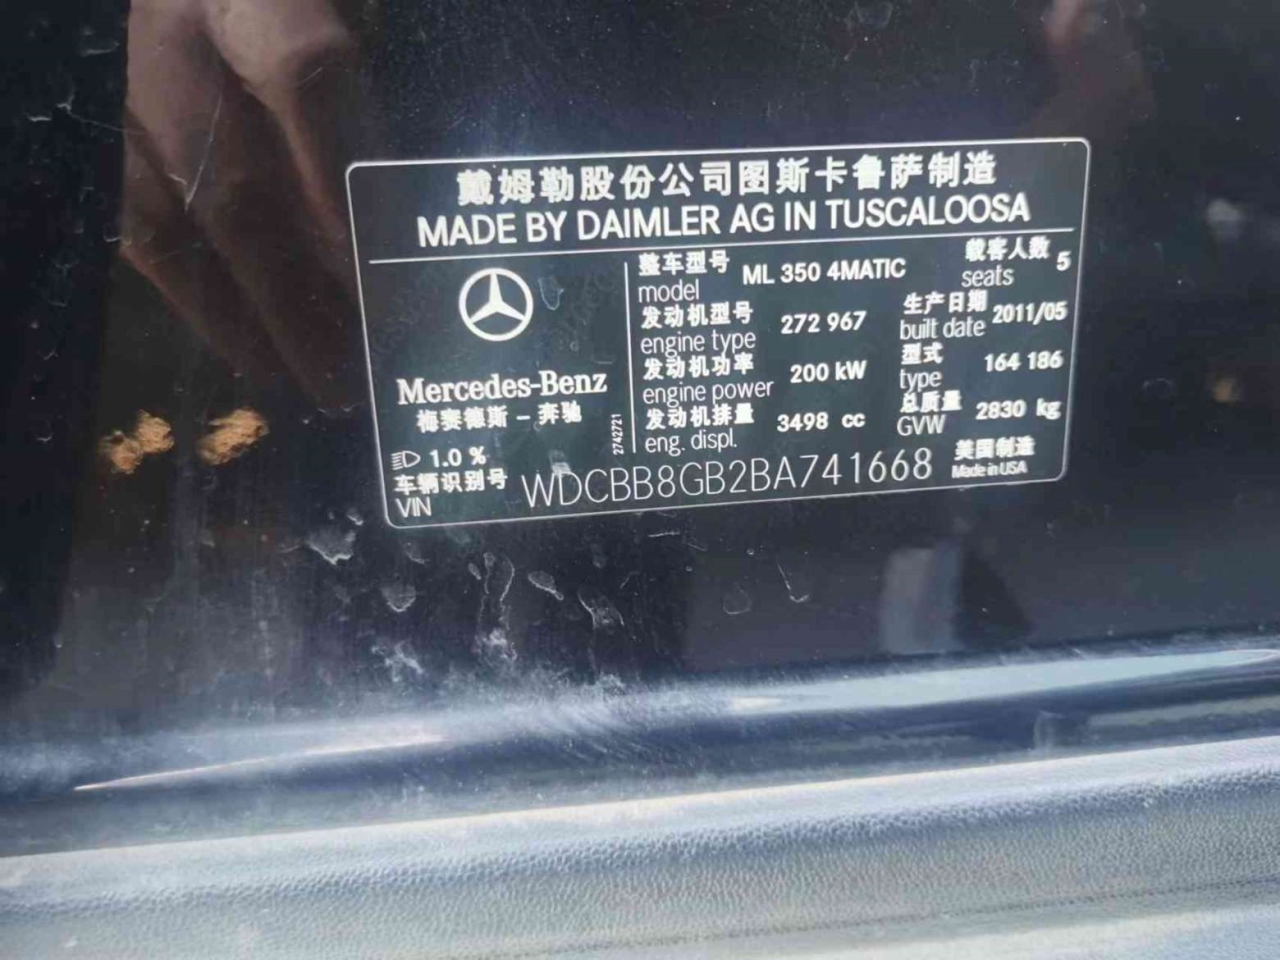 戴姆勒股份公司图斯卡鲁萨制造
MADE BY DAIMLER AG IN TUSCALOOSA
整车型号 model ML 350 4MATIC 载客人数 seats 5
发动机型号 engine type 272 967 生产日期 built date 2011/05
发动机功率 engine power 200 kW 型式 type 164 186
发动机排量 eng. displ. 3498 cc 总质量 GVW 2830 kg
Mercedes-Benz
梅赛德斯－奔驰
2742721
1.0 %
车辆识别号 VIN WDCBB8GB2BA741668
美国制造
Made in USA